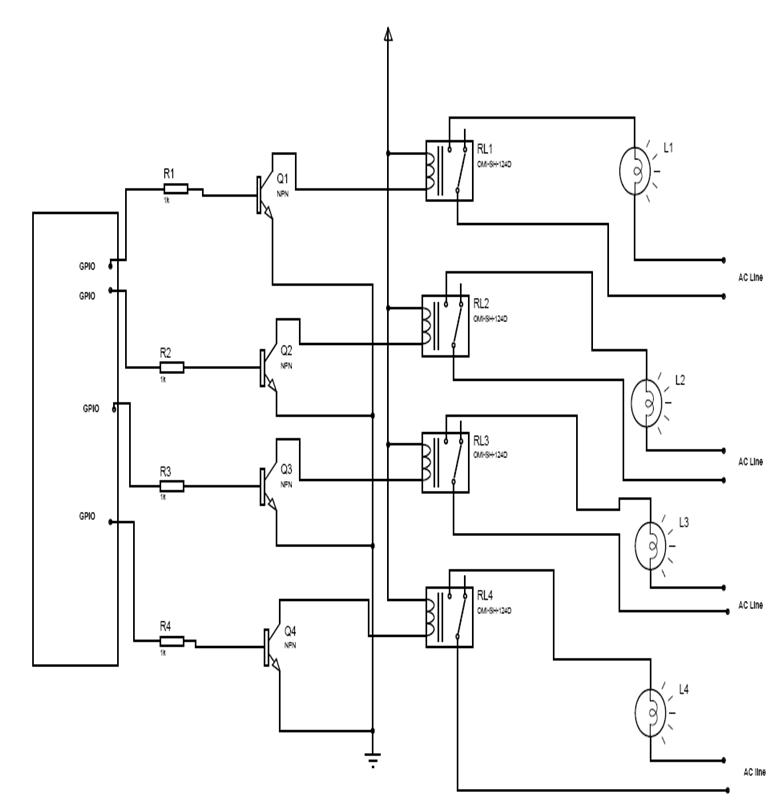 RL1
OMI-SH-124D
L1
R1
1k
Q1
NPN
GPIO
AC Line
GPIO
RL2
OMI-SH-124D
R2
1k
Q2
NPN
L2
GPIO
RL3
OMI-SH-124D
AC Line
R3
1k
Q3
NPN
GPIO
L3
RL4
OMI-SH-124D
AC Line
R4
1k
Q4
NPN
L4
AC line